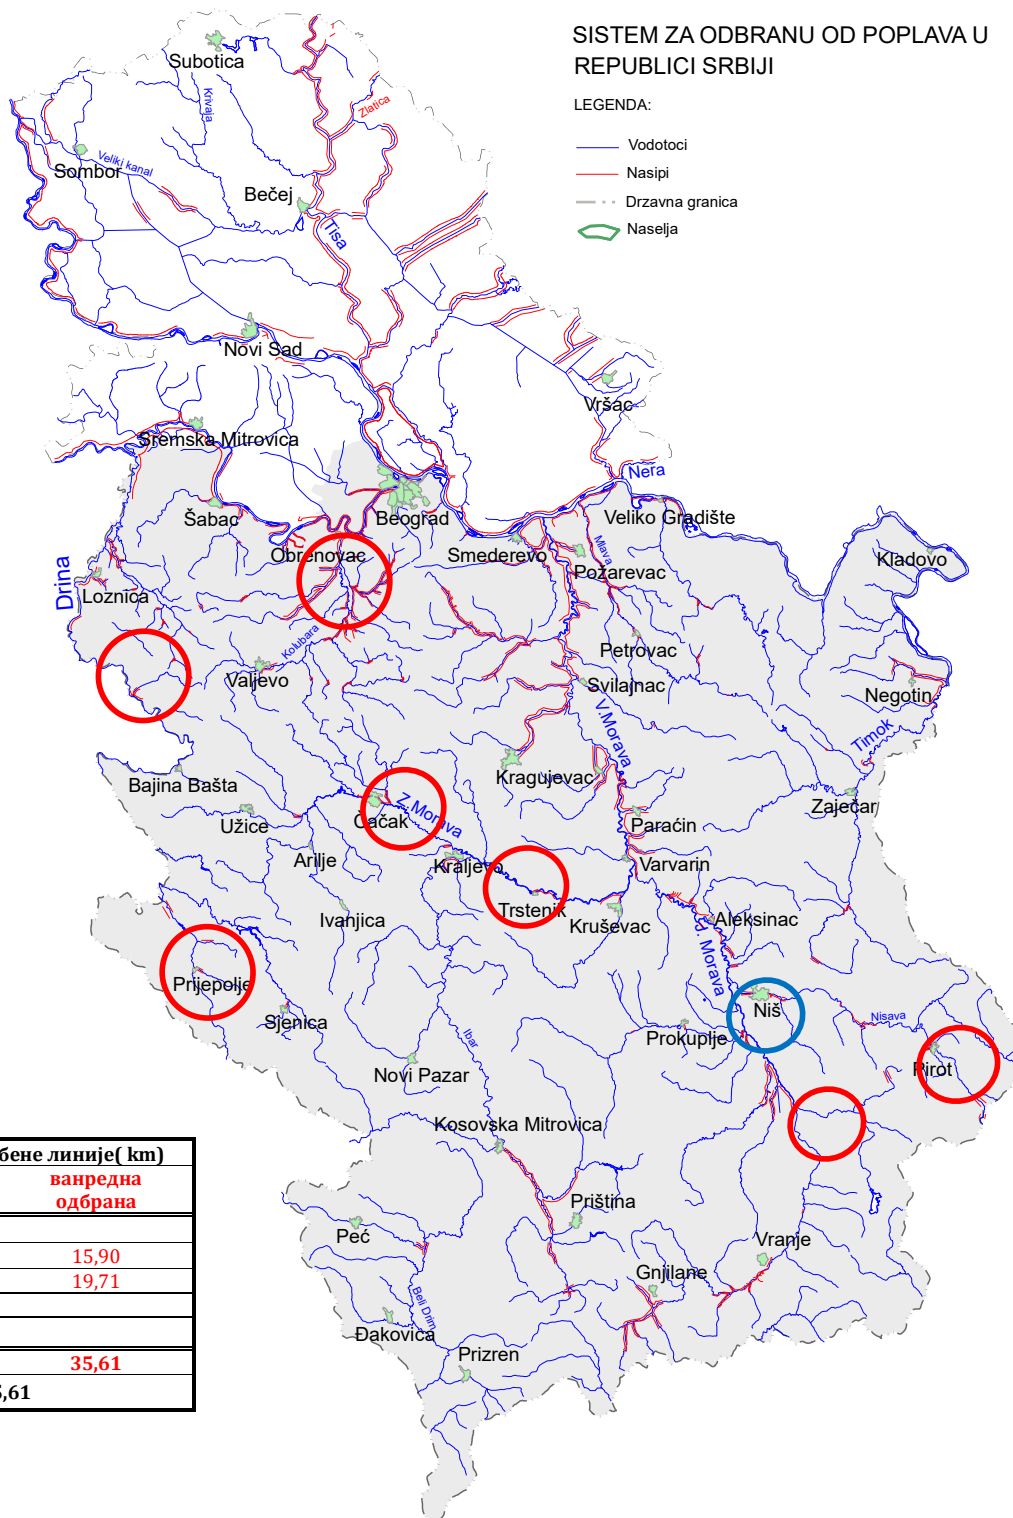 SISTEM ZA ODBRANU OD POPLAVA U
REPUBLICI SRBIJI
LEGENDA:
Vodotoci
Nasipi
Drzavna granica
Naselja
Subotica
Krivaja
Zlatica
Sombor
Veliki kanal
Bečej
Tisa
Novi Sad
Vršac
Sremska Mitrovica
Nera
Šabac
Beograd
Veliko Gradište
Obrenovac
Smederevo
Mlava
Požarevac
Kladovo
Drina
Loznica
Kolubara
Petrovac
Valjevo
Svilajnac
Negotin
V.Morava
Timok
Bajina Bašta
Kragujevac
Zaječar
Užice
Čačak
Z.Morava
Paraćin
Arilje
Kraljevo
Varvarin
Ivanjica
Trstenik
Kruševac
Aleksinac
J. Morava
Prijepolje
Sjenica
Niš
Nisava
Ibar
Prokuplje
Pirot
Novi Pazar
Kosovska Mitrovica
Priština
Peć
Vranje
Gnjilane
Beli Drim
Đakovica
Prizren
бене линије( km)
ванредна
одбрана
15,90
19,71
35,61
5,61